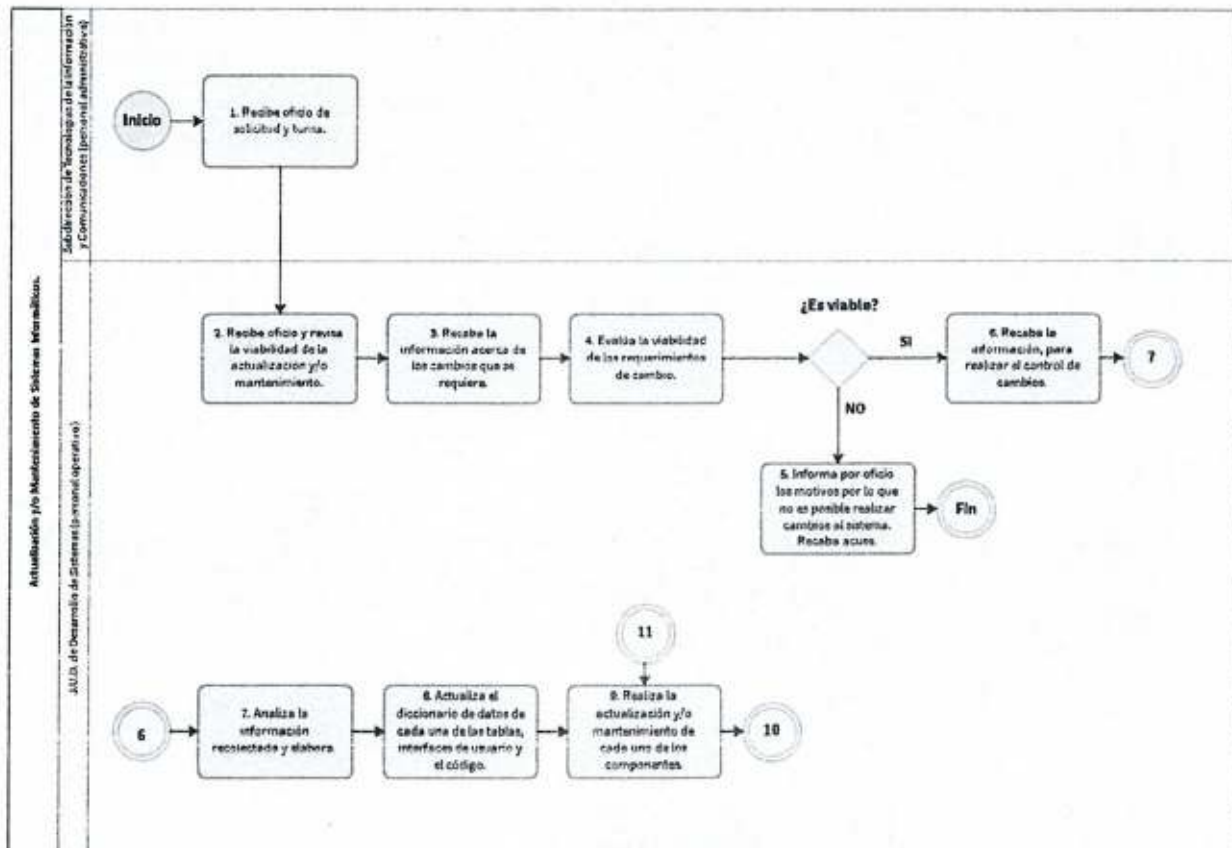 Actualización y/o Mantenimiento de Sistemas Informáticos.
Subdirección de Tecnologías de la información
y Comunicaciones (personal administrativo)
Inicio
1. Recibe oficio de
solicitud y turna.
J.U.D. de Desarrollo de Sistemas (personal operativo)
2. Recibe oficio y revisa
la viabilidad de la
actualización y/o
mantenimiento.
3. Recaba la
información acerca de
los cambios que se
requiera.
4. Evalúa la viabilidad
de los requerimientos
de cambio.
¿Es viable?
SI
6. Recaba la
información, para
realizar el control de
cambios.
7
NO
5. Informa por oficio
los motivos por lo que
no es posible realizar
cambios al sistema.
Recaba acuse.
Fin
11
6
7. Analiza la
información
recolectada y elabora.
8. Actualiza el
diccionario de datos de
cada una de las tablas,
interfaces de usuario y
el código.
9. Realiza la
actualización y/o
mantenimiento de
cada uno de los
componentes.
10